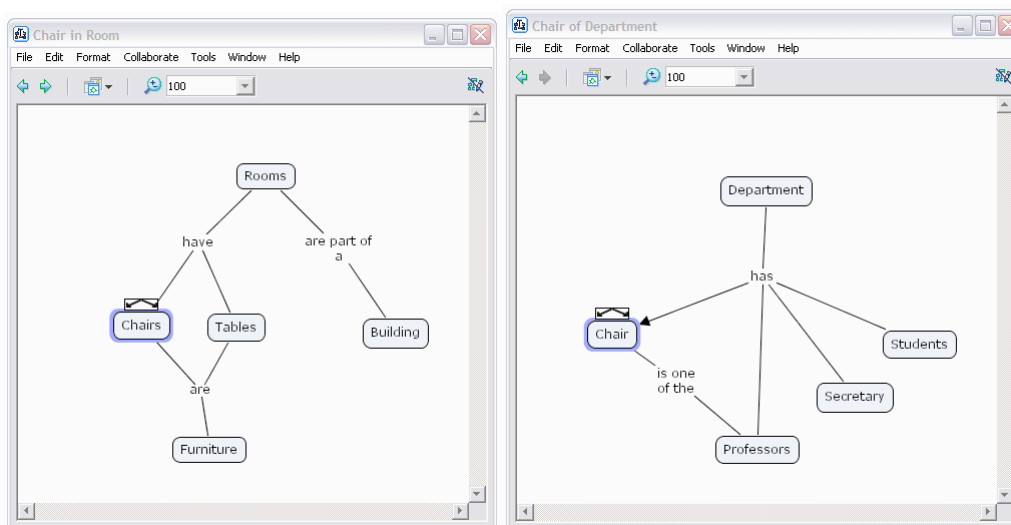 Chair in Room
File Edit Format Collaborate Tools Window Help
100
Rooms
have
are part of
a
Chairs
Tables
Building
are
Furniture
Chair of Department
File Edit Format Collaborate Tools Window Help
100
Department
has
Chair
Students
is one
of the
Secretary
Professors